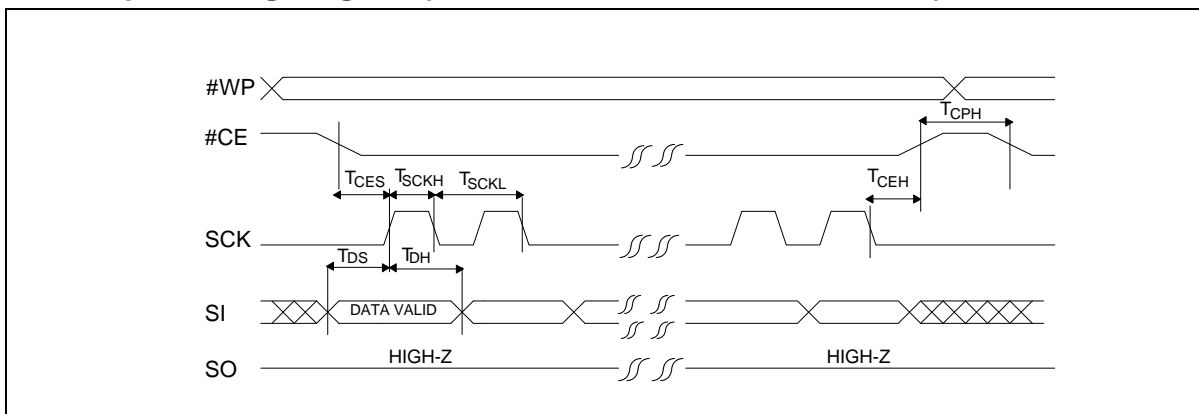 #WP
TCPH
#CE
TCES TSCKH TSCKL TCEH
SCK
TDS TDH
SI DATA VALID
HIGH-Z HIGH-Z
SO